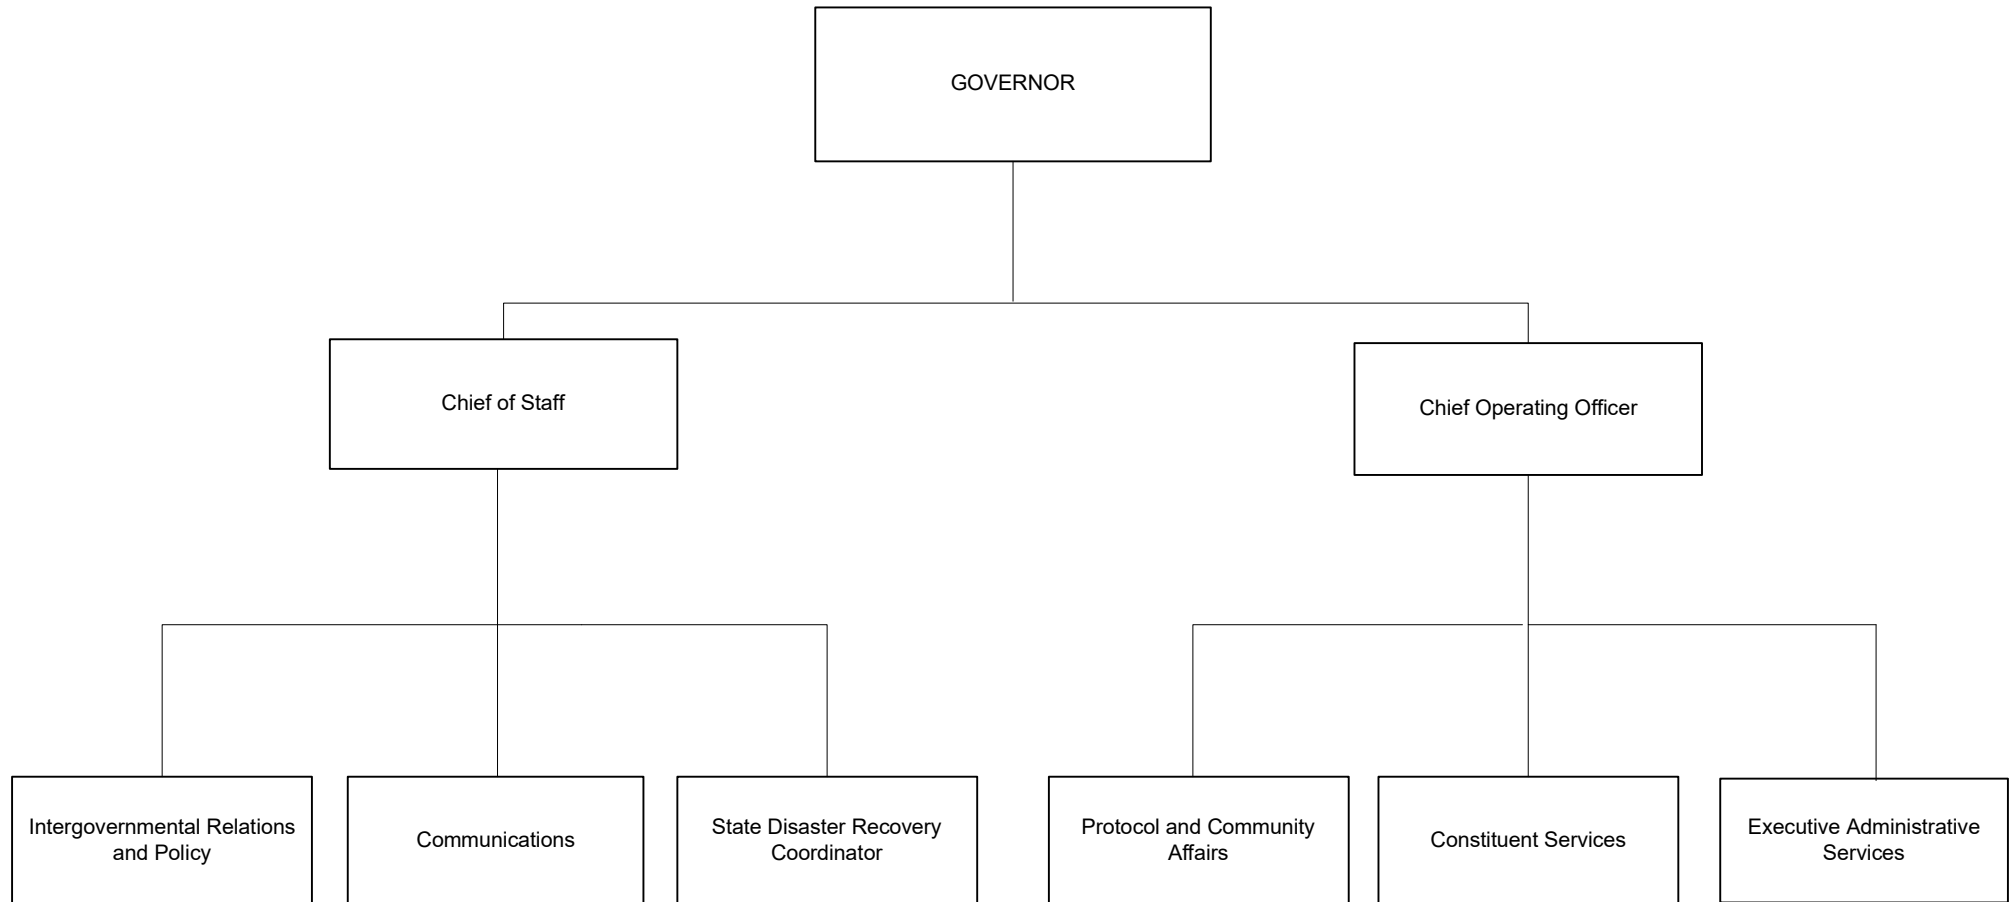 GOVERNOR
Chief of Staff
Chief Operating Officer
Intergovernmental Relations
and Policy
Communications
State Disaster Recovery
Coordinator
Protocol and Community
Affairs
Constituent Services
Executive Administrative
Services